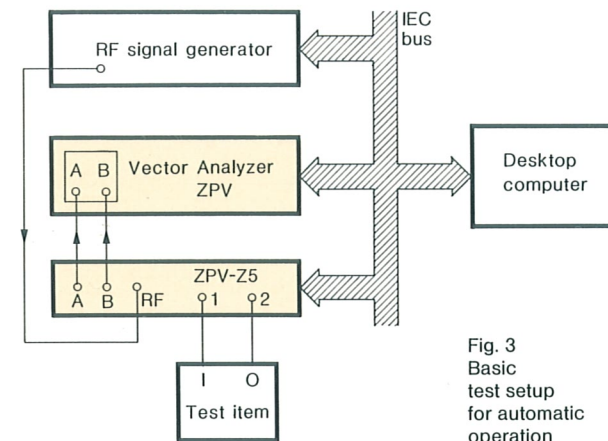 IEC
bus
RF signal generator
A B Vector Analyzer
ZPV
Desktop
computer
ZPV-Z5
A B RF 1 2
I O
Test item
Fig. 3
Basic
test setup
for automatic
operation